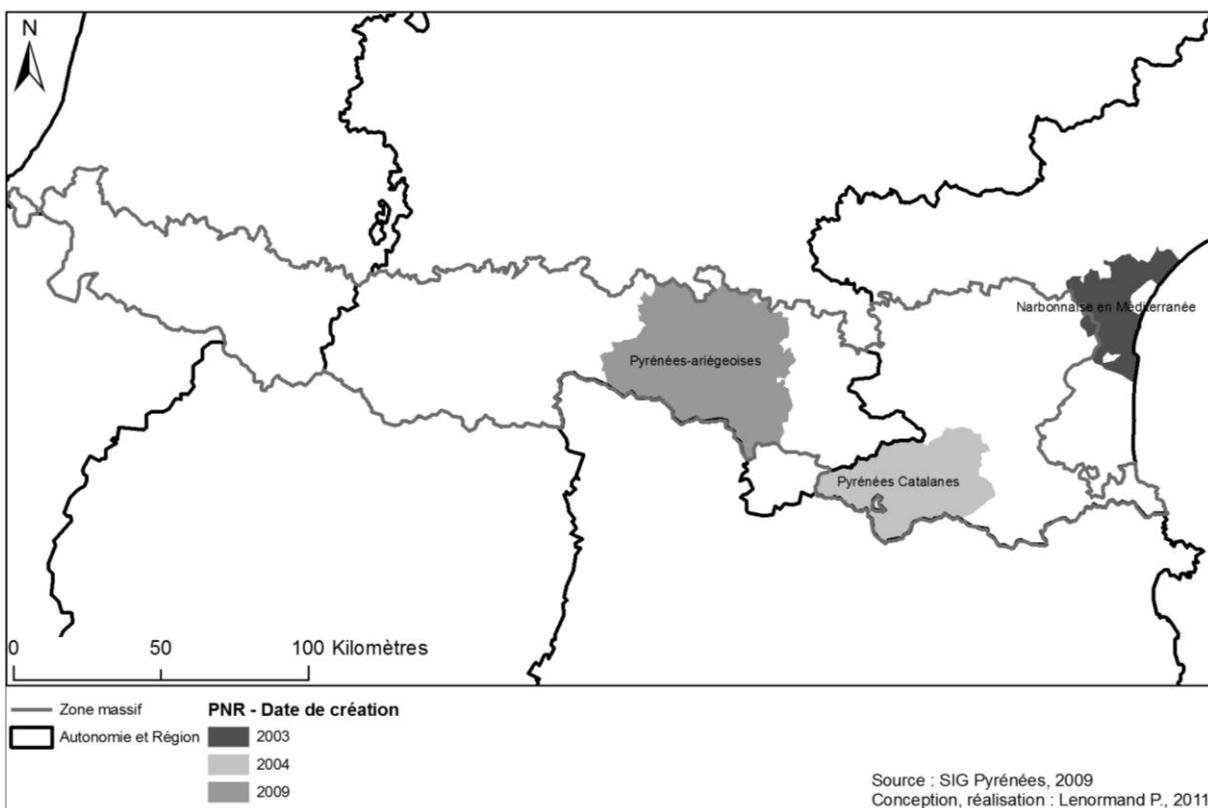 N
Narbonnaise en Méditerranée
Pyrénées-ariégeoises
Pyrénées Catalanes
0 50 100 Kilomètres
Zone massif
Autonomie et Région
PNR - Date de création
2003
2004
2009
Source : SIG Pyrénées, 2009
Conception, réalisation : Lenormand P., 2011